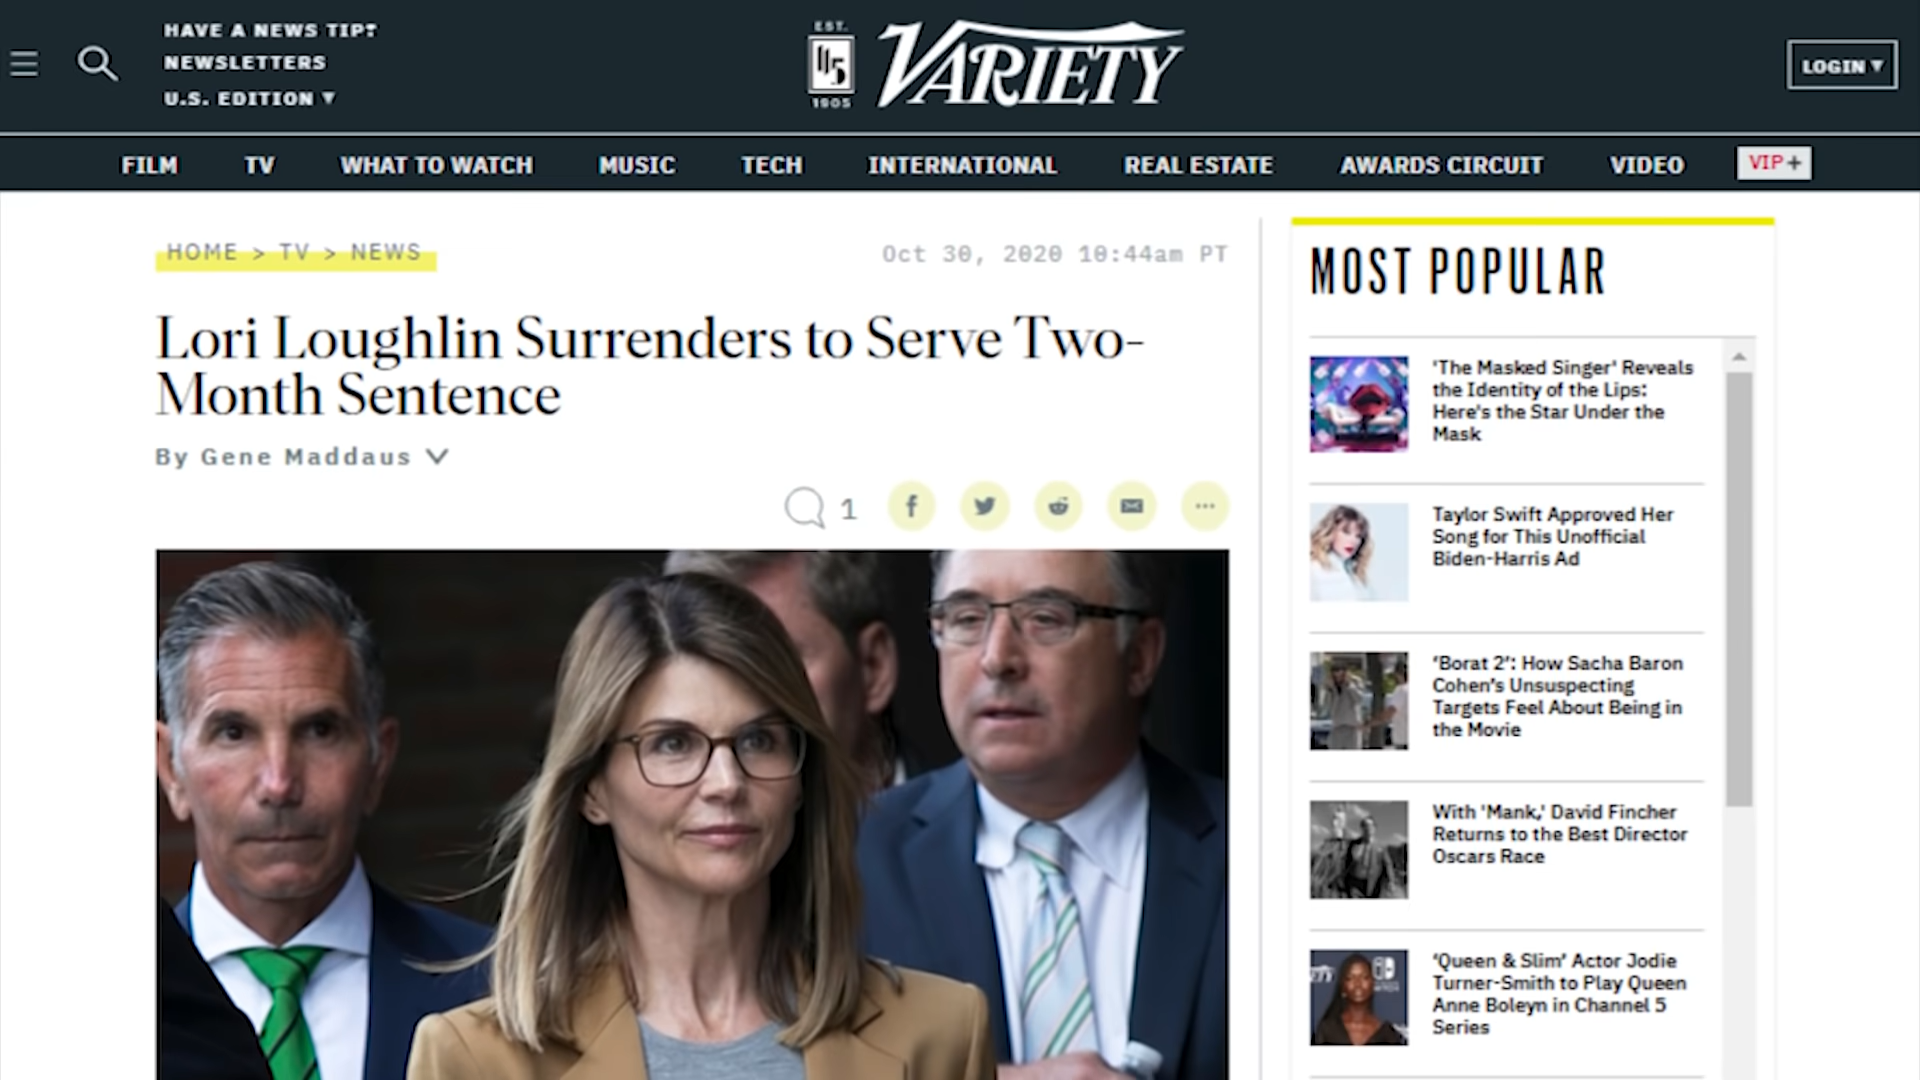 HAVE A NEWS TIP?
NEWSLETTERS
U.S. EDITION ▼
EST.
115
1905
VARIETY
LOGIN ▼
FILM TV WHAT TO WATCH MUSIC TECH INTERNATIONAL REAL ESTATE AWARDS CIRCUIT VIDEO VIP+
HOME > TV > NEWS
Oct 30, 2020 10:44am PT
Lori Loughlin Surrenders to Serve Two-
Month Sentence
By Gene Maddaus
1
MOST POPULAR
'The Masked Singer' Reveals
the Identity of the Lips:
Here's the Star Under the
Mask
Taylor Swift Approved Her
Song for This Unofficial
Biden-Harris Ad
‘Borat 2’: How Sacha Baron
Cohen’s Unsuspecting
Targets Feel About Being in
the Movie
With 'Mank,' David Fincher
Returns to the Best Director
Oscars Race
‘Queen & Slim’ Actor Jodie
Turner-Smith to Play Queen
Anne Boleyn in Channel 5
Series